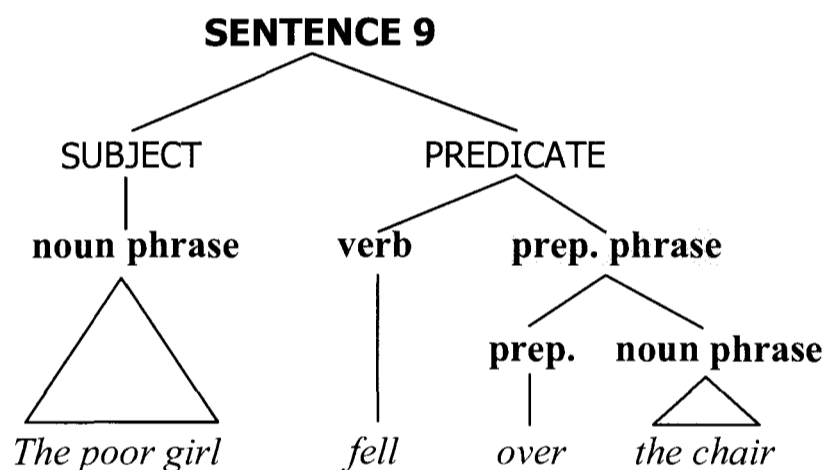 SENTENCE 9
SUBJECT PREDICATE
noun phrase verb prep. phrase
prep. noun phrase
The poor girl fell over the chair